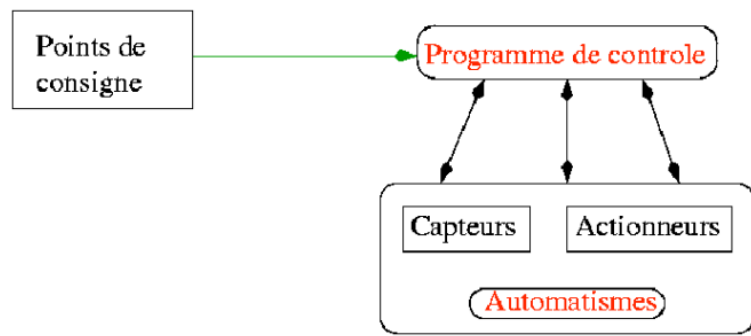 Points de
consigne
Programme de controle
Capteurs
Actionneurs
Automatismes